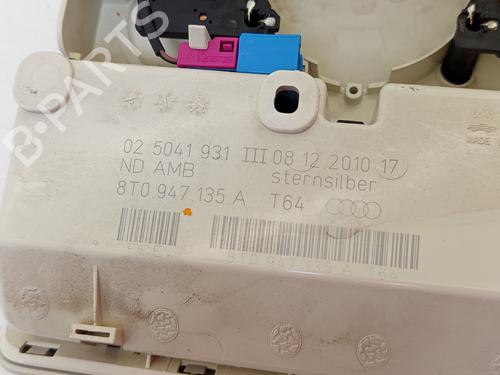 B-PARTS
02 5041 931 III 08 12 2010 17
ND AMB sternsilber
8T0.947 135 A T64
8T0 947 135 A T64
MADE